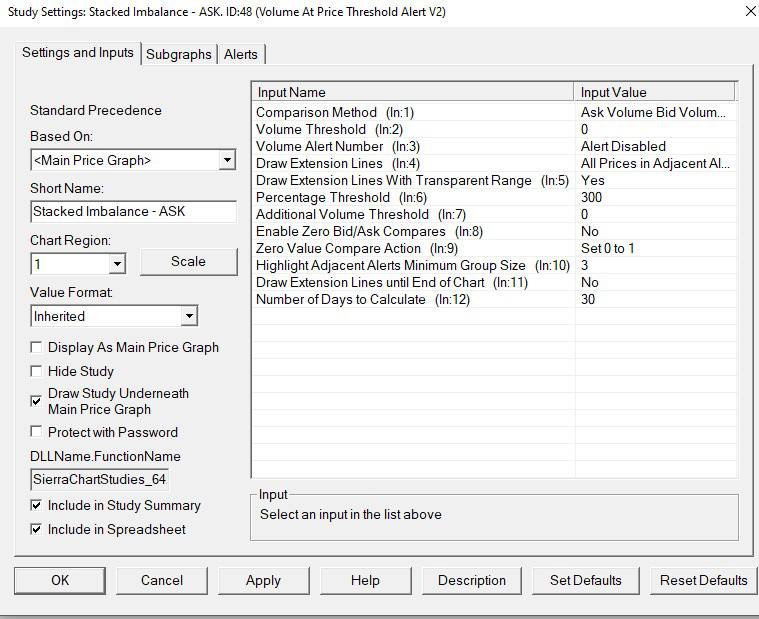 Study Settings: Stacked Imbalance - ASK. ID:48 (Volume At Price Threshold Alert V2)
Settings and Inputs
Subgraphs
Alerts
Standard Precedence
Based On:
<Main Price Graph>
Short Name:
Stacked Imbalance - ASK
Chart Region:
1
Scale
Value Format:
Inherited
Display As Main Price Graph
Hide Study
Draw Study Underneath
Main Price Graph
Protect with Password
DLLName.FunctionName
SierraChartStudies_64
Include in Study Summary
Include in Spreadsheet
Input Name Input Value
Comparison Method (In:1) Ask Volume Bid Volum...
Volume Threshold (In:2) 0
Volume Alert Number (In:3) Alert Disabled
Draw Extension Lines (In:4) All Prices in Adjacent Al...
Draw Extension Lines With Transparent Range (In:5) Yes
Percentage Threshold (In:6) 300
Additional Volume Threshold (In:7) 0
Enable Zero Bid/Ask Compares (In:8) No
Zero Value Compare Action (In:9) Set 0 to 1
Highlight Adjacent Alerts Minimum Group Size (In:10) 3
Draw Extension Lines until End of Chart (In:11) No
Number of Days to Calculate (In:12) 30
Input
Select an input in the list above
OK
Cancel
Apply
Help
Description
Set Defaults
Reset Defaults